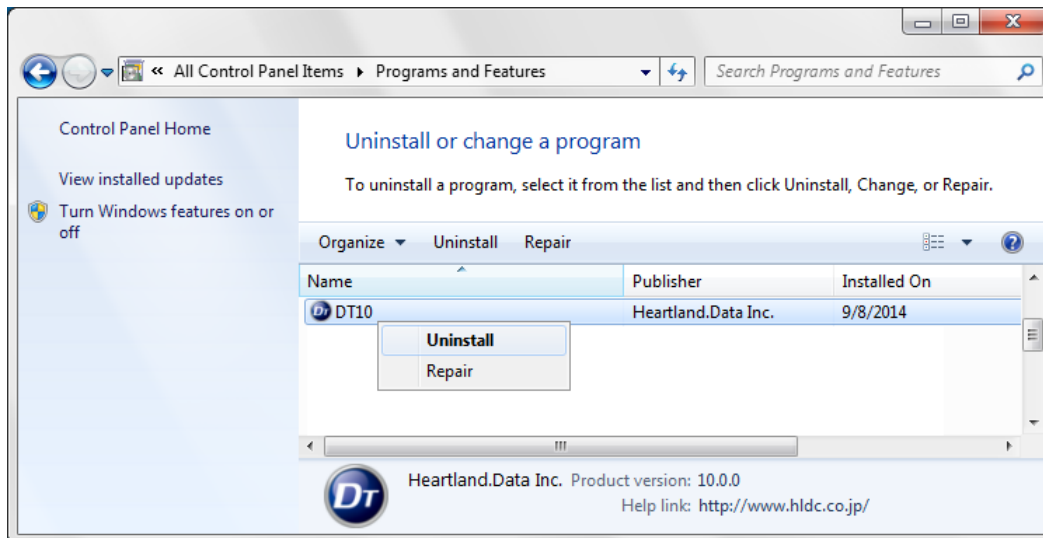 « All Control Panel Items ▸ Programs and Features
Search Programs and Features
Control Panel Home
View installed updates
Turn Windows features on or
off
Uninstall or change a program
To uninstall a program, select it from the list and then click Uninstall, Change, or Repair.
Organize Uninstall Repair
Name Publisher Installed On
DT10 Heartland.Data Inc. 9/8/2014
Uninstall
Repair
DT
Heartland.Data Inc. Product version: 10.0.0
Help link: http://www.hldc.co.jp/